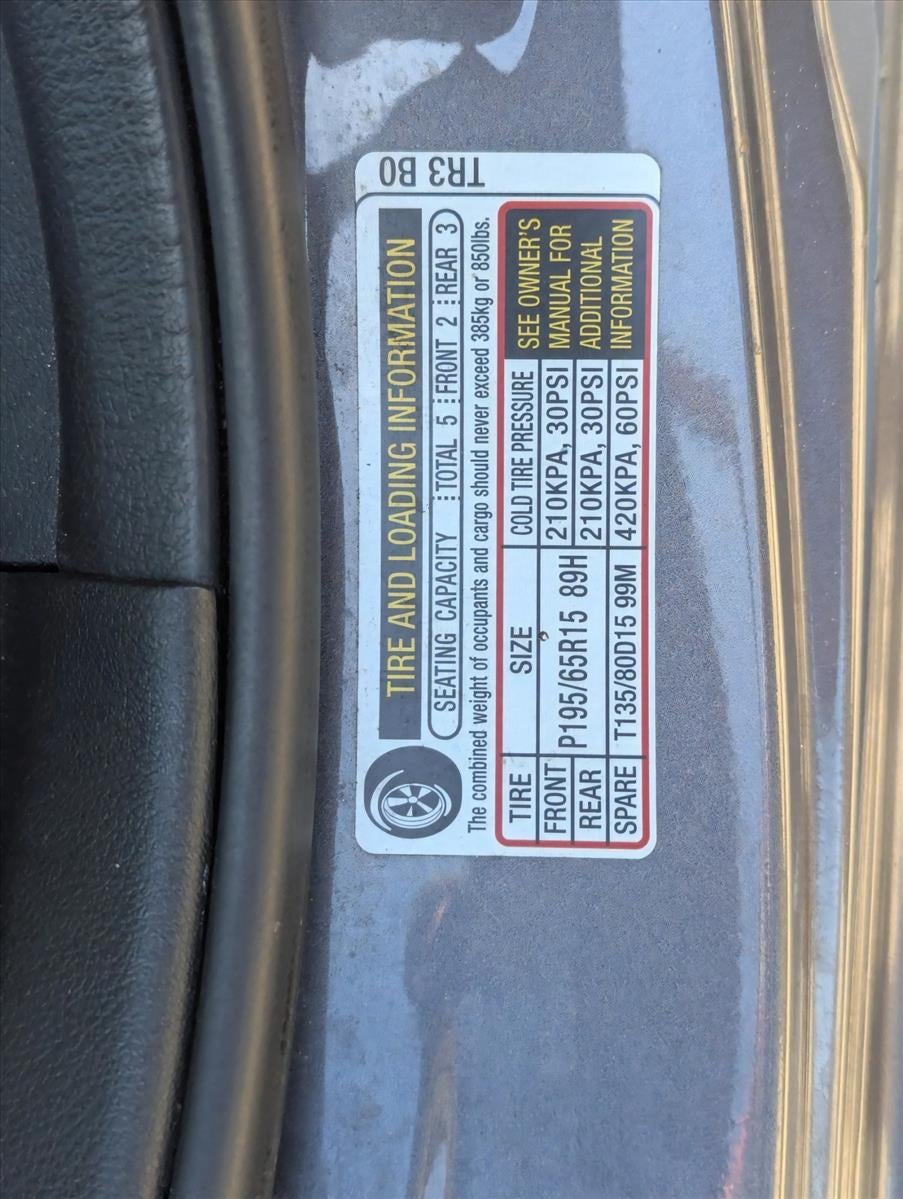 TR3 B0
TIRE AND LOADING INFORMATION
SEATING CAPACITY TOTAL 5 FRONT 2 REAR 3
The combined weight of occupants and cargo should never exceed 385kg or 850lbs.
TIRE SIZE COLD TIRE PRESSURE
FRONT P195/65R15 89H 210KPA, 30PSI
REAR 210KPA, 30PSI
SPARE T135/80D15 99M 420KPA, 60PSI
SEE OWNER'S
MANUAL FOR
ADDITIONAL
INFORMATION